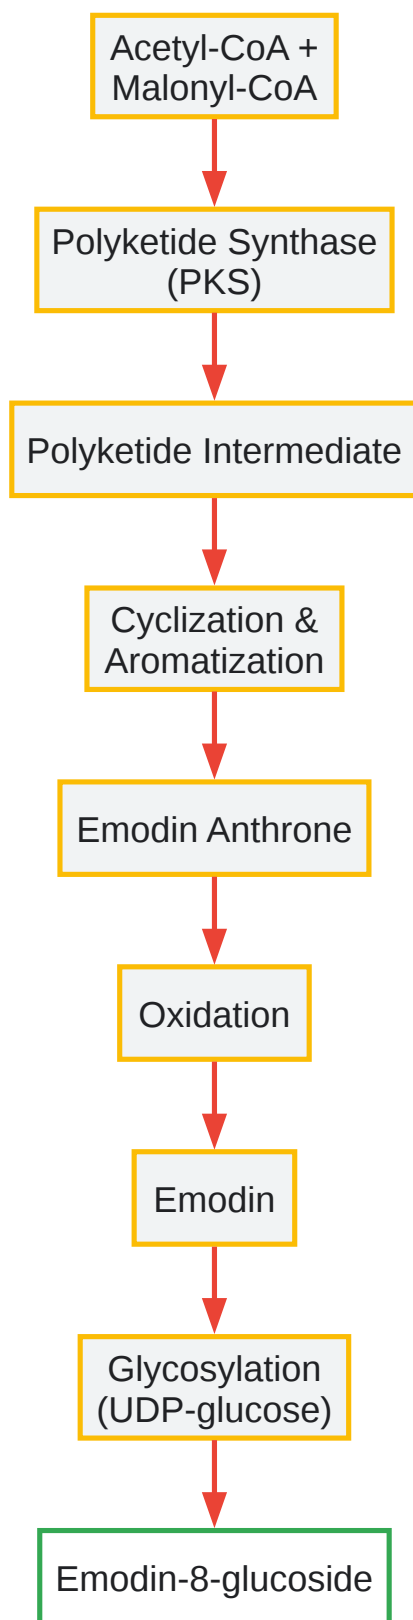 Acetyl-CoA +
Malonyl-CoA
Polyketide Synthase
(PKS)
Polyketide Intermediate
Cyclization &
Aromatization
Emodin Anthrone
Oxidation
Emodin
Glycosylation
(UDP-glucose)
Emodin-8-glucoside